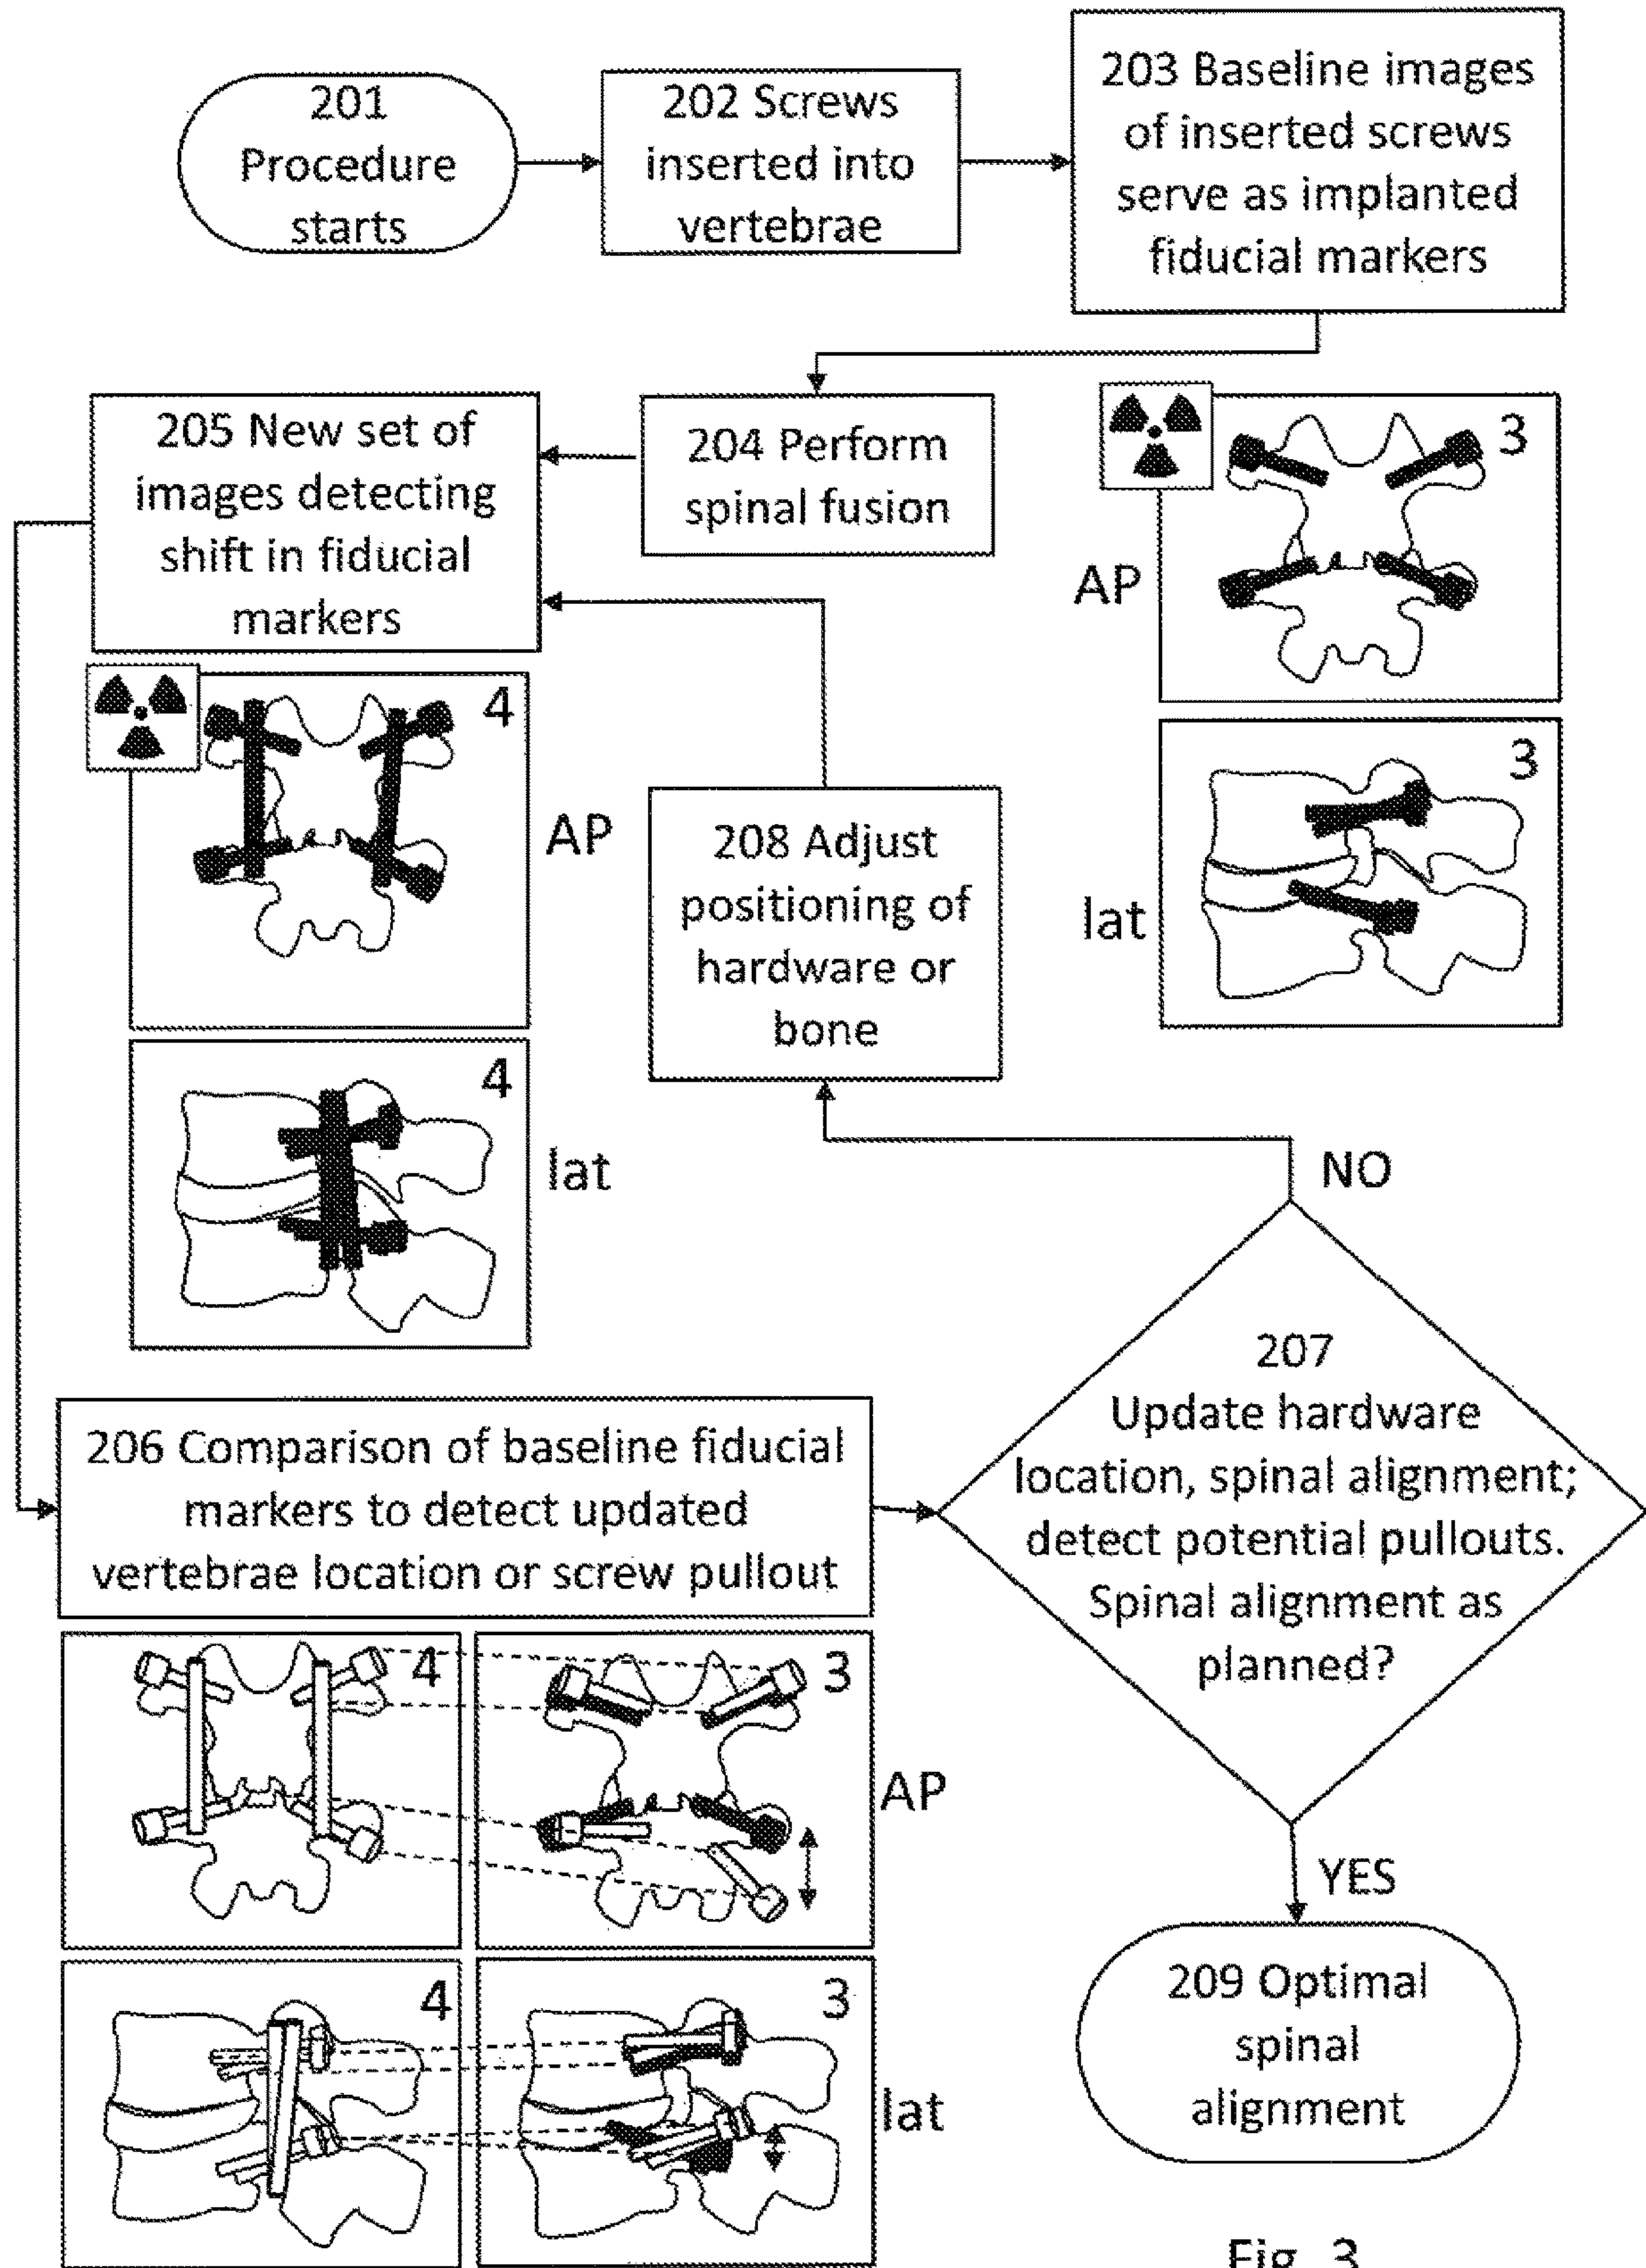 201
Procedure
starts
202 Screws
inserted into
vertebrae
203 Baseline images
of inserted screws
serve as implanted
fiducial markers
205 New set of
images detecting
shift in fiducial
markers
204 Perform
spinal fusion
3
AP
3
lat
4
AP
4
lat
208 Adjust
positioning of
hardware or
bone
NO
207
Update hardware
location, spinal alignment;
detect potential pullouts.
Spinal alignment as
planned?
206 Comparison of baseline fiducial
markers to detect updated
vertebrae location or screw pullout
4
3
AP
4
3
lat
YES
209 Optimal
spinal
alignment
Fig. 3